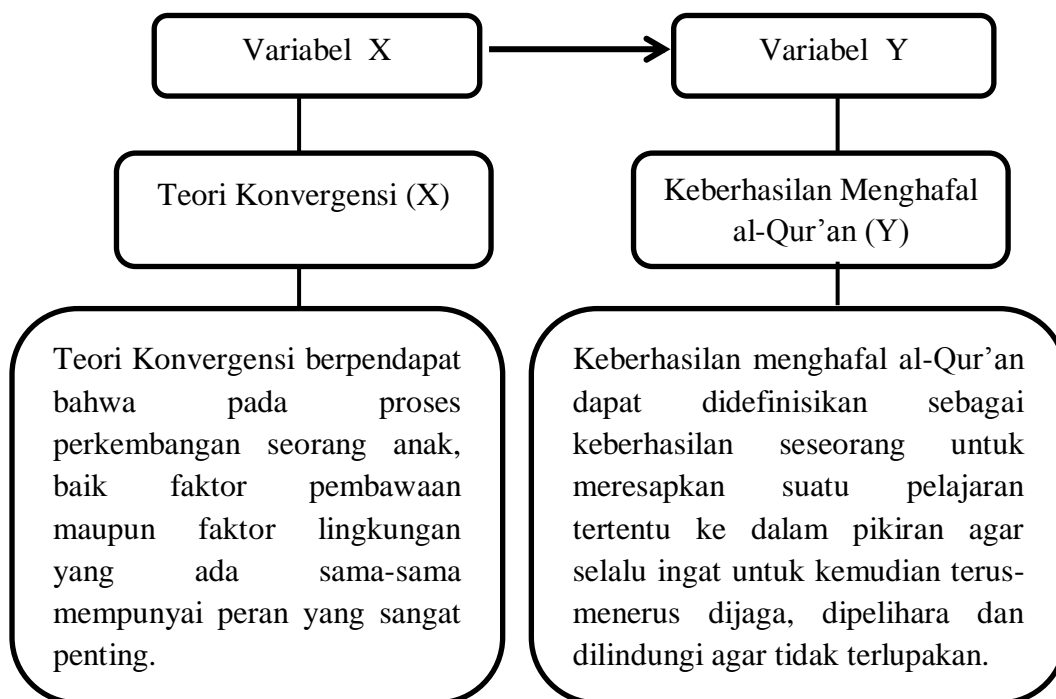 Variabel X
Variabel Y
Teori Konvergensi (X)
Keberhasilan Menghafal
al-Qur’an (Y)
Teori Konvergensi berpendapat
bahwa pada proses
perkembangan seorang anak,
baik faktor pembawaan
maupun faktor lingkungan
yang ada sama-sama
mempunyai peran yang sangat
penting.
Keberhasilan menghafal al-Qur’an
dapat didefinisikan sebagai
keberhasilan seseorang untuk
meresapkan suatu pelajaran
tertentu ke dalam pikiran agar
selalu ingat untuk kemudian terus-
menerus dijaga, dipelihara dan
dilindungi agar tidak terlupakan.